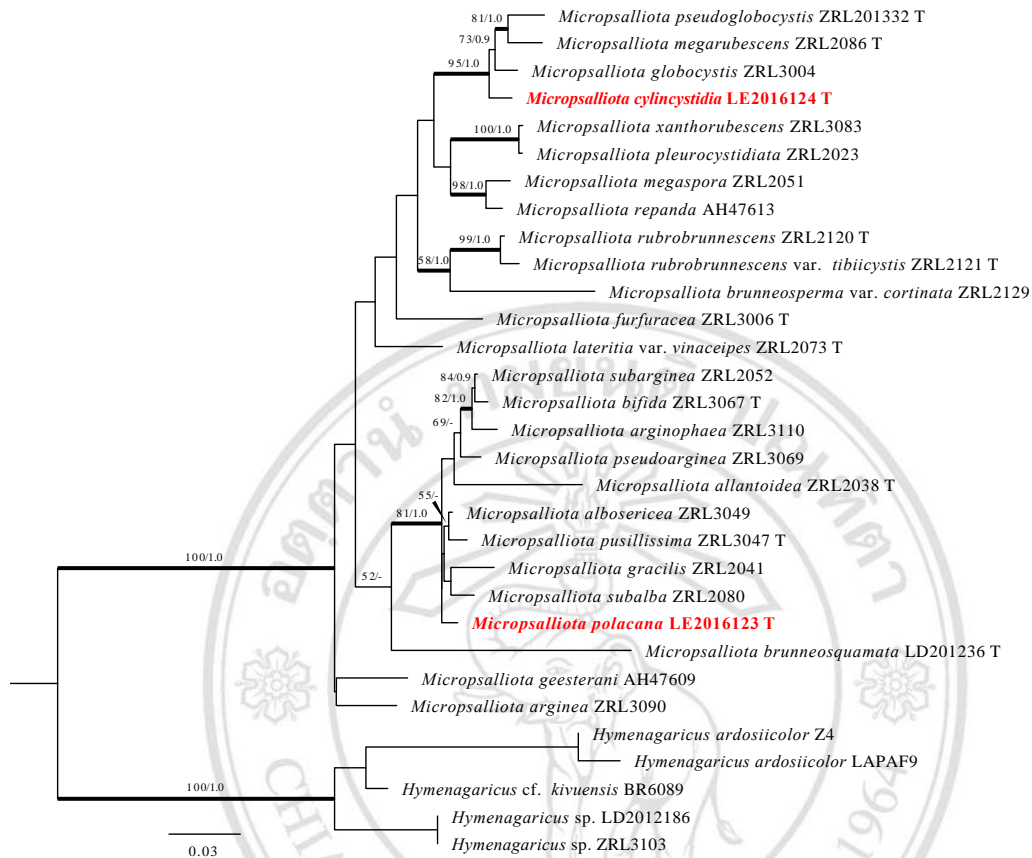 81/1.0
Micropsalliota pseudoglobocystis ZRL201332 T
73/0.9
Micropsalliota megarubescens ZRL2086 T
95/1.0
Micropsalliota globocystis ZRL3004
Micropsalliota cylincystidia LE2016124 T
100/1.0
Micropsalliota xanthorubescens ZRL3083
Micropsalliota pleurocystidiata ZRL2023
98/1.0
Micropsalliota megaspora ZRL2051
Micropsalliota repanda AH47613
99/1.0
Micropsalliota rubrobrunnescens ZRL2120 T
58/1.0
Micropsalliota rubrobrunnescens var. tibiicystis ZRL2121 T
Micropsalliota brunneosperma var. cortinata ZRL2129
Micropsalliota furfuracea ZRL3006 T
Micropsalliota lateritia var. vinaceipes ZRL2073 T
84/0.9
Micropsalliota subarginea ZRL2052
82/1.0
Micropsalliota bifida ZRL3067 T
69/-
Micropsalliota arginophaea ZRL3110
Micropsalliota pseudoarginea ZRL3069
Micropsalliota allantoidea ZRL2038 T
55/-
81/1.0
Micropsalliota albosericea ZRL3049
Micropsalliota pusillissima ZRL3047 T
100/1.0
Micropsalliota gracilis ZRL2041
52/-
Micropsalliota subalba ZRL2080
Micropsalliota polacana LE2016123 T
Micropsalliota brunneosquamata LD201236 T
Micropsalliota geesterani AH47609
Micropsalliota arginea ZRL3090
Hymenagaricus ardosiicolor Z4
Hymenagaricus ardosiicolor LAPAF9
100/1.0
Hymenagaricus cf. kivuensis BR6089
Hymenagaricus sp. LD2012186
Hymenagaricus sp. ZRL3103
0.03
1964